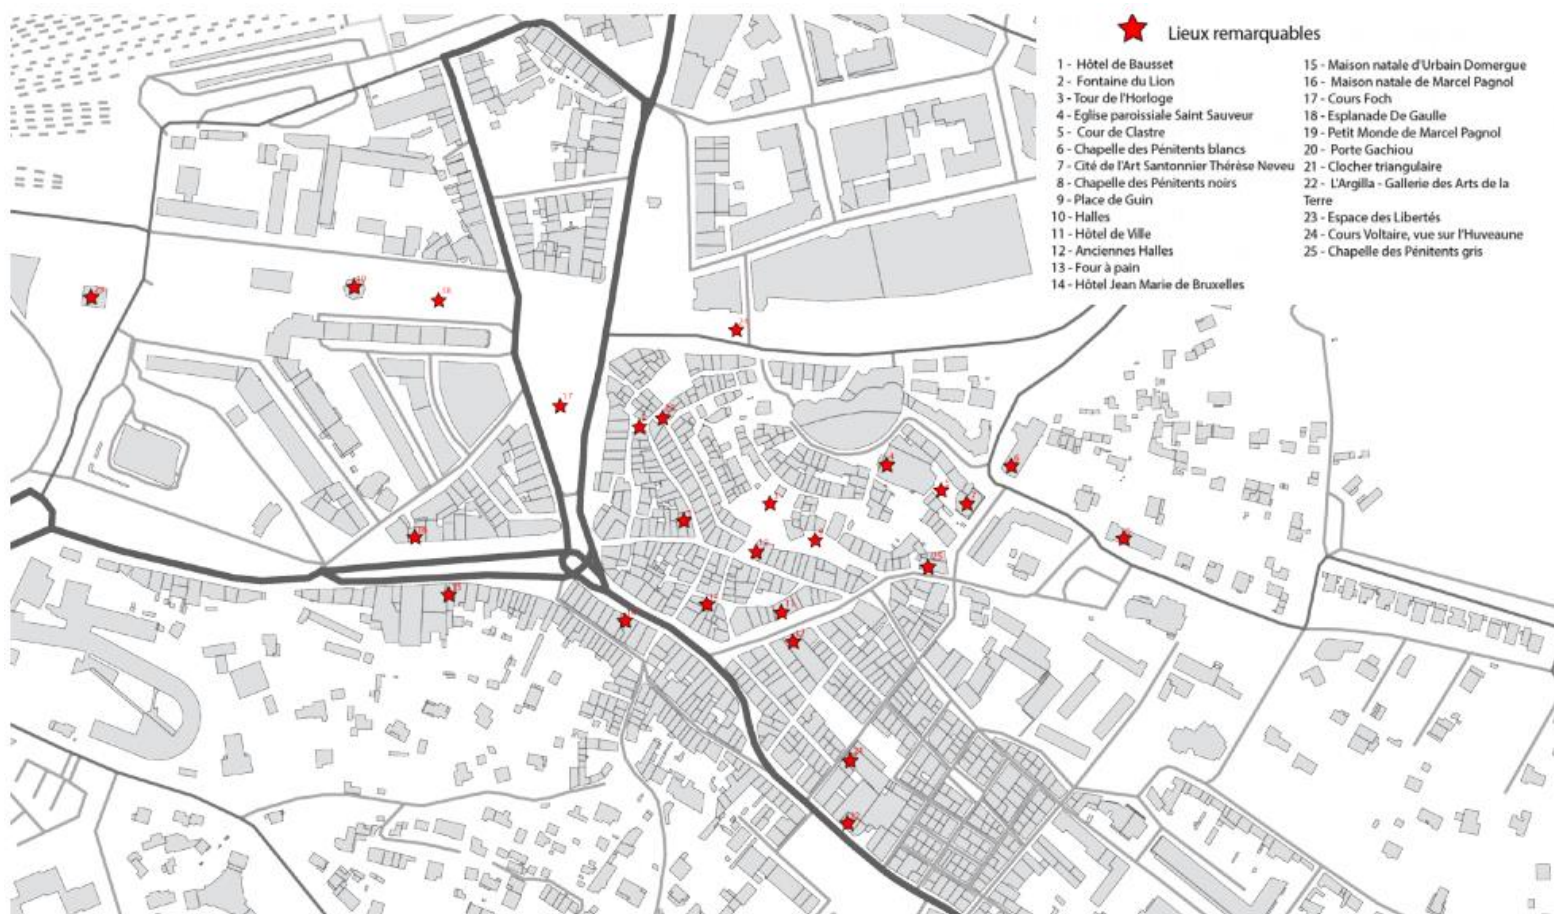 Lieux remarquables
1 - Hôtel de Bausset
2 - Fontaine du Lion
3 - Tour de l'Horloge
4 - Eglise paroissiale Saint Sauveur
5 - Cour de Clastre
6 - Chapelle des Pénitents blancs
7 - Cité de l'Art Santonnier Thérèse Neveu
8 - Chapelle des Pénitents noirs
9 - Place de Guin
10 - Halles
11 - Hôtel de Ville
12 - Anciennes Halles
13 - Four à pain
14 - Hôtel Jean Marie de Bruxelles
15 - Maison natale d'Urbain Domergue
16 - Maison natale de Marcel Pagnol
17 - Cours Foch
18 - Esplanade De Gaulle
19 - Petit Monde de Marcel Pagnol
20 - Porte Gachiou
21 - Clocher triangulaire
22 - L'Argilla - Gallerie des Arts de la
Terre
23 - Espace des Libertés
24 - Cours Voltaire, vue sur l'Huveaune
25 - Chapelle des Pénitents gris
18
17
4
25